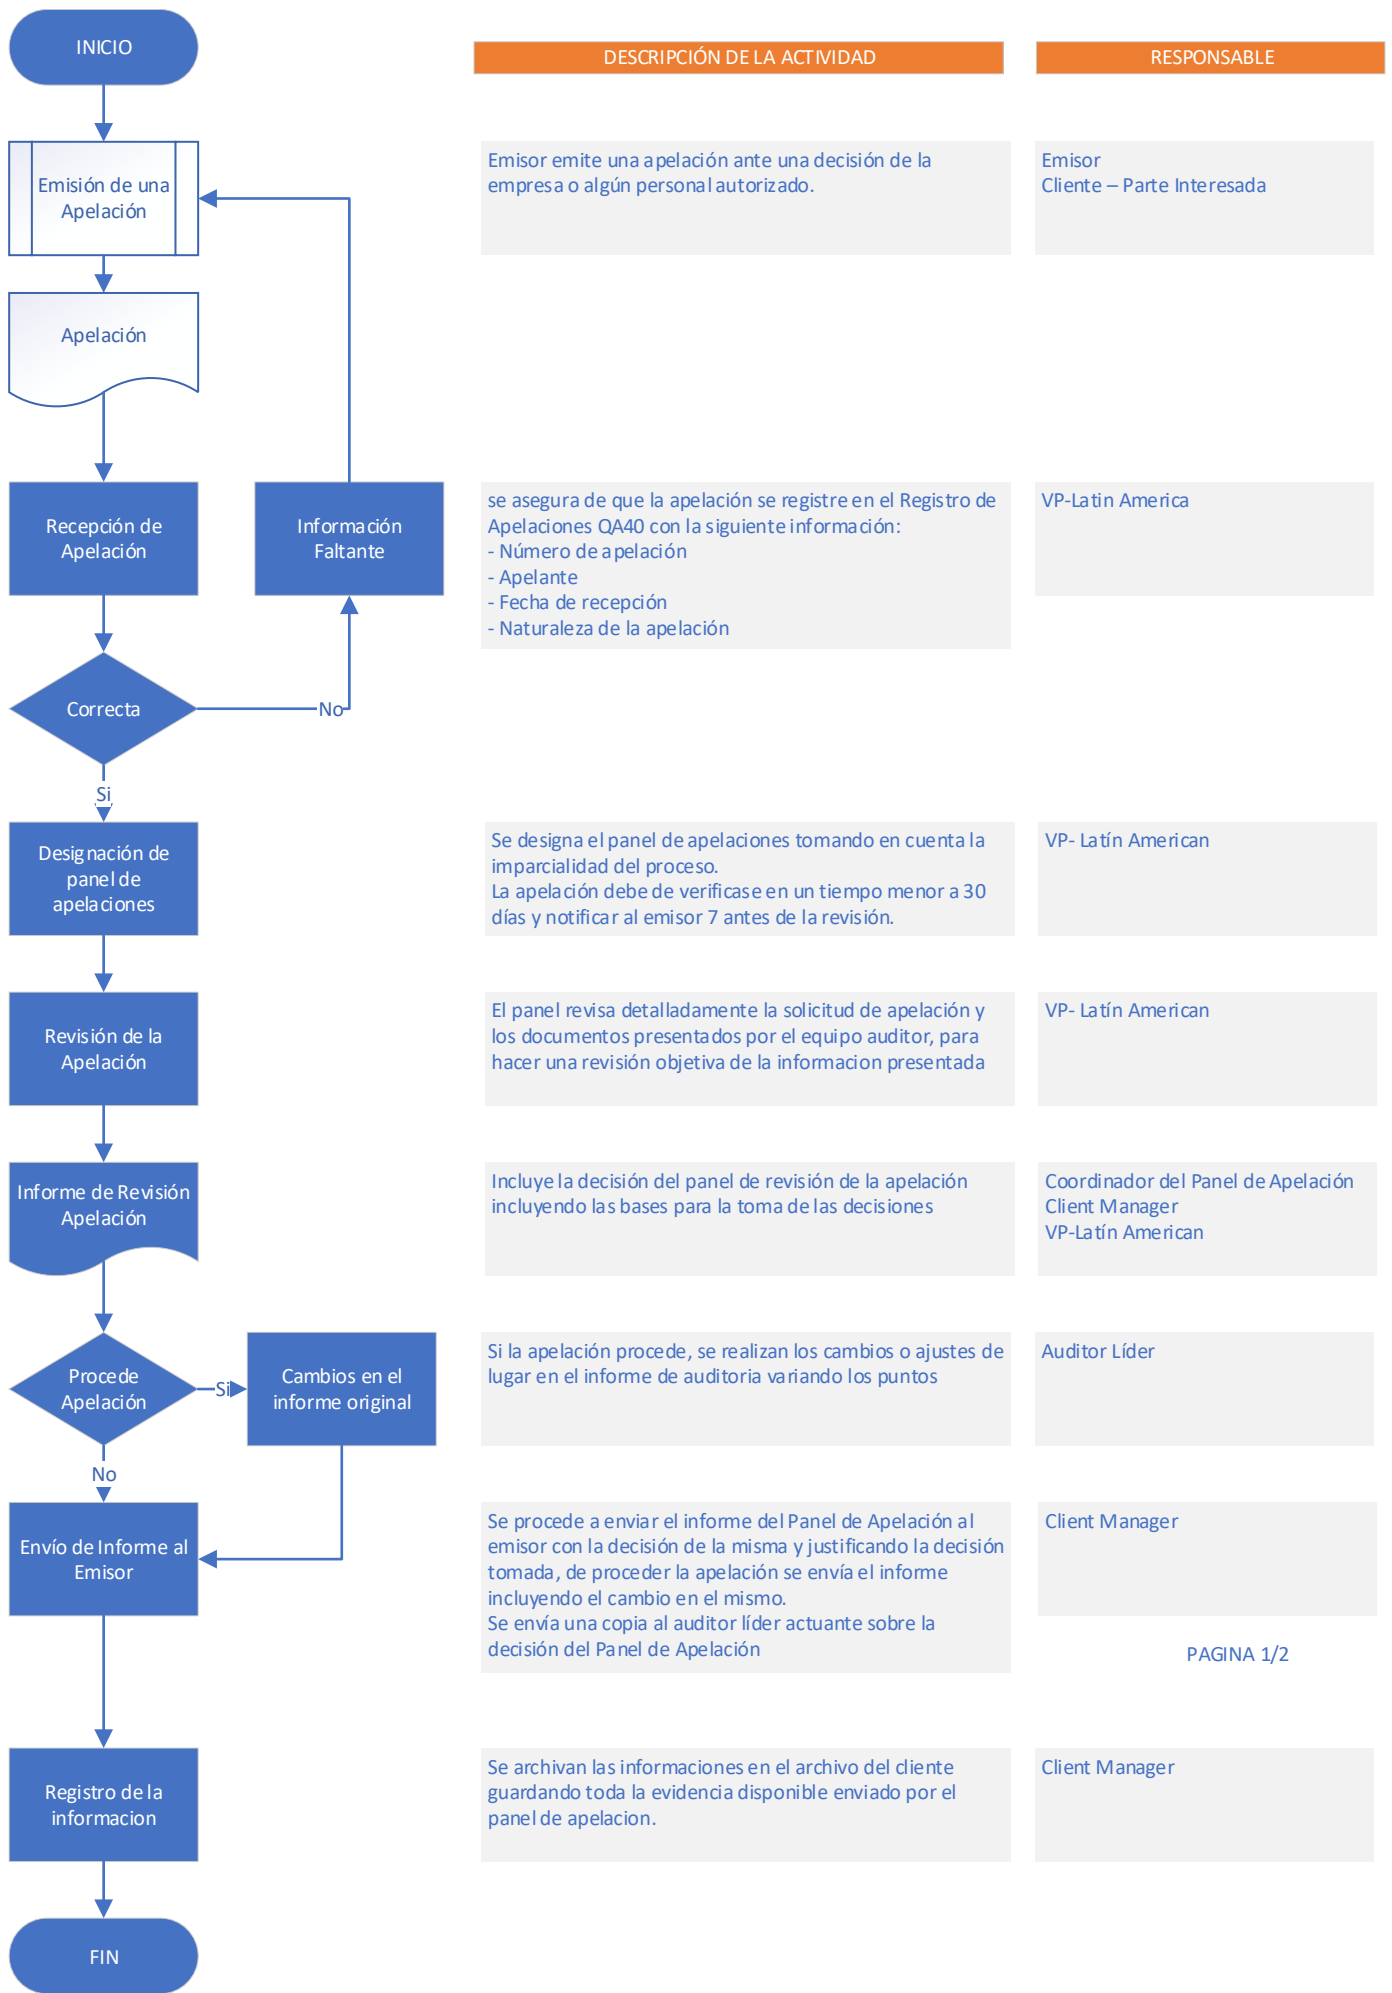 INICIO
DESCRIPCIÓN DE LA ACTIVIDAD
RESPONSABLE
Emisión de una
Apelación
Emisor emite una apelación ante una decisión de la
empresa o algún personal autorizado.
Emisor
Cliente – Parte Interesada
Apelación
Recepción de
Apelación
Información
Faltante
se asegura de que la apelación se registre en el Registro de
Apelaciones QA40 con la siguiente información:
- Número de apelación
- Apelante
- Fecha de recepción
- Naturaleza de la apelación
VP-Latin America
Correcta
No
Si
Designación de
panel de
apelaciones
Se designa el panel de apelaciones tomando en cuenta la
imparcialidad del proceso.
La apelación debe de verificase en un tiempo menor a 30
días y notificar al emisor 7 antes de la revisión.
VP- Latín American
Revisión de la
Apelación
El panel revisa detalladamente la solicitud de apelación y
los documentos presentados por el equipo auditor, para
hacer una revisión objetiva de la informacion presentada
VP- Latín American
Informe de Revisión
Apelación
Incluye la decisión del panel de revisión de la apelación
incluyendo las bases para la toma de las decisiones
Coordinador del Panel de Apelación
Client Manager
VP-Latín American
Procede
Apelación
Si
Cambios en el
informe original
Si la apelación procede, se realizan los cambios o ajustes de
lugar en el informe de auditoria variando los puntos
Auditor Líder
No
Envío de Informe al
Emisor
Se procede a enviar el informe del Panel de Apelación al
emisor con la decisión de la misma y justificando la decisión
tomada, de proceder la apelación se envía el informe
incluyendo el cambio en el mismo.
Se envía una copia al auditor líder actuante sobre la
decisión del Panel de Apelación
Client Manager
PAGINA 1/2
Registro de la
informacion
Se archivan las informaciones en el archivo del cliente
guardando toda la evidencia disponible enviado por el
panel de apelacion.
Client Manager
FIN